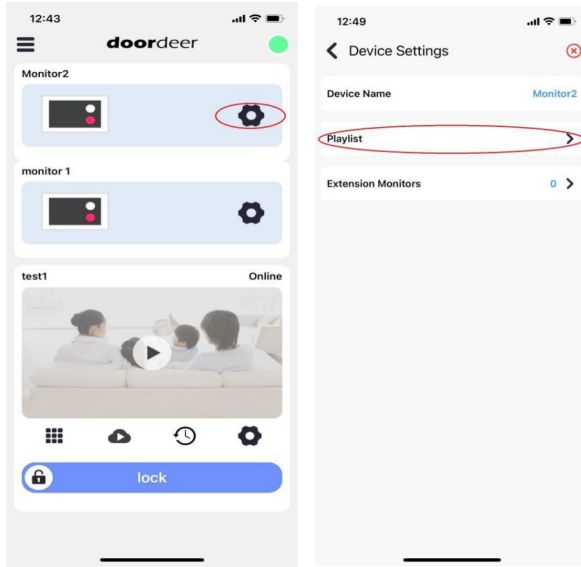 12:43
doordeer
Monitor2
monitor 1
test1 Online
lock
12:49
Device Settings
Device Name Monitor2
Playlist
Extension Monitors 0